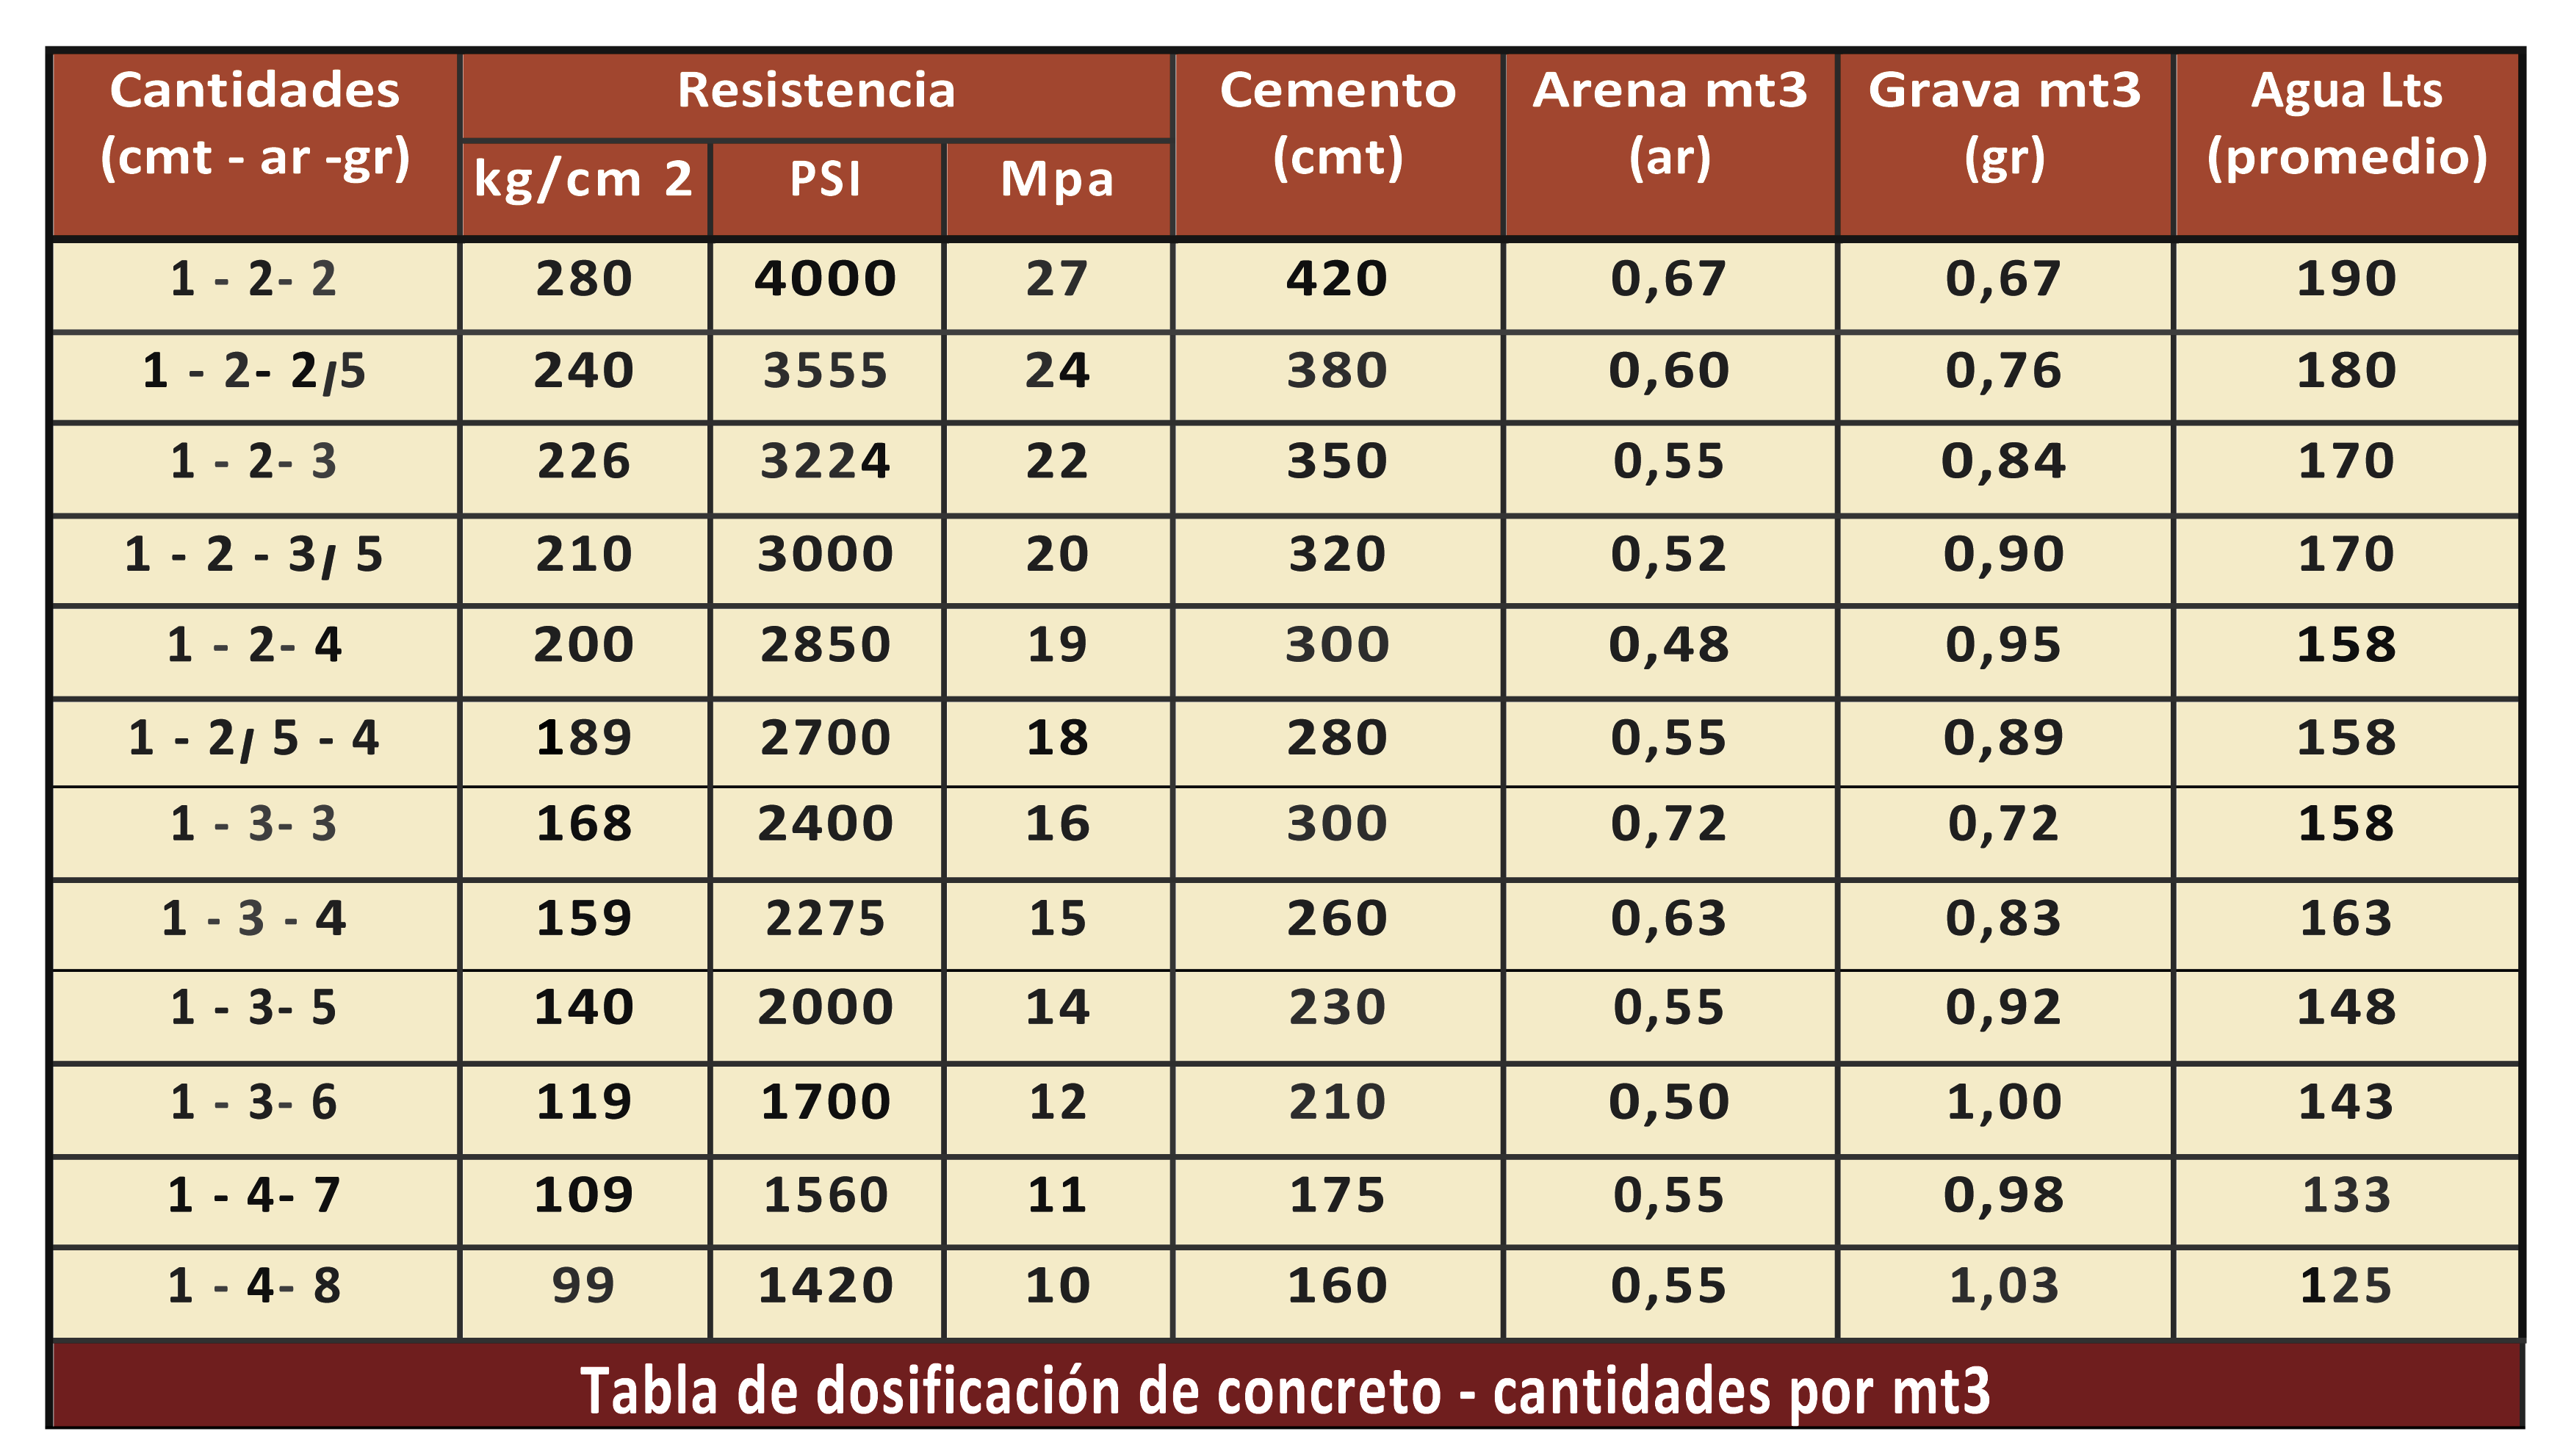 Cantidades (cmt - ar -gr) Resistencia Cemento (cmt) Arena mt3 (ar) Grava mt3 (gr) Agua Lts (promedio)
kg/cm 2 PSI Mpa
1 - 2- 2 280 4000 27 420 0,67 0,67 190
1 - 2- 2,5 240 3555 24 380 0,60 0,76 180
1 - 2- 3 226 3224 22 350 0,55 0,84 170
1 - 2 - 3, 5 210 3000 20 320 0,52 0,90 170
1 - 2- 4 200 2850 19 300 0,48 0,95 158
1 - 2, 5 - 4 189 2700 18 280 0,55 0,89 158
1 - 3- 3 168 2400 16 300 0,72 0,72 158
1 - 3 - 4 159 2275 15 260 0,63 0,83 163
1 - 3- 5 140 2000 14 230 0,55 0,92 148
1 - 3- 6 119 1700 12 210 0,50 1,00 143
1 - 4- 7 109 1560 11 175 0,55 0,98 133
1 - 4- 8 99 1420 10 160 0,55 1,03 125
Tabla de dosificación de concreto - cantidades por mt3